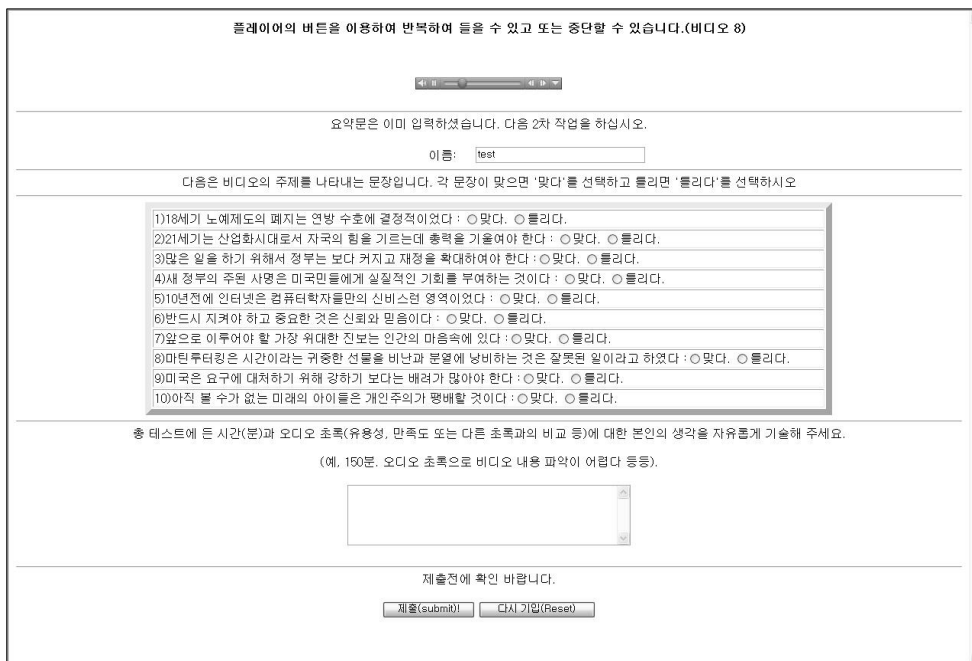 플레이어의 버튼을 이용하여 반복하여 들을 수 있고 또는 중단할 수 있습니다.(비디오 8)
요약문은 이미 입력하셨습니다. 다음 2차 작업을 하십시오.
이름: test
다음은 비디오의 주제를 나타내는 문장입니다. 각 문장이 맞으면 '맞다'를 선택하고 틀리면 '틀리다'를 선택하시오
1)18세기 노예제도의 폐지는 연방 수호에 결정적이었다 : 맞다. 틀리다.
2)21세기는 산업화시대로서 자국의 힘을 기르는데 총력을 기울여야 한다 : 맞다. 틀리다.
3)많은 일을 하기 위해서 정부는 보다 커지고 재정을 확대하여야 한다 : 맞다. 틀리다.
4)새 정부의 주된 사명은 미국민들에게 실질적인 기회를 부여하는 것이다 : 맞다. 틀리다.
5)10년전에 인터넷은 컴퓨터학자들만의 신비스런 영역이었다 : 맞다. 틀리다.
6)반드시 지켜야 하고 중요한 것은 신뢰와 믿음이다 : 맞다. 틀리다.
7)앞으로 이루어야 할 가장 위대한 진보는 인간의 마음속에 있다 : 맞다. 틀리다.
8)마틴루터킹은 시간이라는 귀중한 선물을 비난과 분열에 낭비하는 것은 잘못된 일이라고 하였다 : 맞다. 틀리다.
9)미국은 요구에 대처하기 위해 강하기 보다는 배려가 많아야 한다 : 맞다. 틀리다.
10)아직 볼 수가 없는 미래의 아이들은 개인주의가 팽배할 것이다 : 맞다. 틀리다.
총 테스트에 든 시간(분)과 오디오 초록(유용성, 만족도 또는 다른 초록과의 비교 등)에 대한 본인의 생각을 자유롭게 기술해 주세요.
(예, 150분. 오디오 초록으로 비디오 내용 파악이 어렵다 등등).
제출전에 확인 바랍니다.
제출(submit)! 다시 기입(Reset)